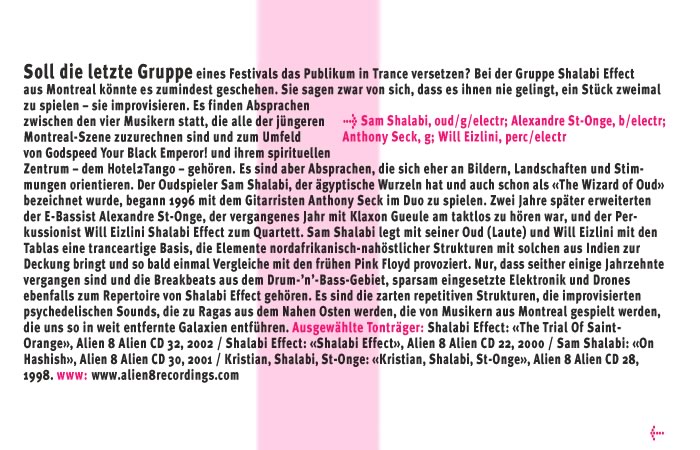 Soll die letzte Gruppe eines Festivals das Publikum in Trance versetzen? Bei der Gruppe Shalabi Effect
aus Montreal könnte es zumindest geschehen. Sie sagen zwar von sich, dass es ihnen nie gelingt, ein Stück zweimal
zu spielen – sie improvisieren. Es finden Absprachen
zwischen den vier Musikern statt, die alle der jüngeren
Montreal-Szene zuzurechnen sind und zum Umfeld
von Godspeed Your Black Emperor! und ihrem spirituellen
Sam Shalabi, oud/g/electr; Alexandre St-Onge, b/electr;
Anthony Seck, g; Will Eizlini, perc/electr
Zentrum – dem Hotel2Tango – gehören. Es sind aber Absprachen, die sich eher an Bildern, Landschaften und Stim-
mungen orientieren. Der Oudspieler Sam Shalabi, der ägyptische Wurzeln hat und auch schon als «The Wizard of Oud»
bezeichnet wurde, begann 1996 mit dem Gitarristen Anthony Seck im Duo zu spielen. Zwei Jahre später erweiterten
der E-Bassist Alexandre St-Onge, der vergangenes Jahr mit Klaxon Gueule am taktlos zu hören war, und der Per-
kussionist Will Eizlini Shalabi Effect zum Quartett. Sam Shalabi legt mit seiner Oud (Laute) und Will Eizlini mit den
Tablas eine tranceartige Basis, die Elemente nordafrikanisch-nahöstlicher Strukturen mit solchen aus Indien zur
Deckung bringt und so bald einmal Vergleiche mit den frühen Pink Floyd provoziert. Nur, dass seither einige Jahrzehnte
vergangen sind und die Breakbeats aus dem Drum-'n'-Bass-Gebiet, sparsam eingesetzte Elektronik und Drones
ebenfalls zum Repertoire von Shalabi Effect gehören. Es sind die zarten repetitiven Strukturen, die improvisierten
psychedelischen Sounds, die zu Ragas aus dem Nahen Osten werden, die von Musikern aus Montreal gespielt werden,
die uns so in weit entfernte Galaxien entführen. Ausgewählte Tonträger: Shalabi Effect: «The Trial Of Saint-
Orange», Alien 8 Alien CD 32, 2002 / Shalabi Effect: «Shalabi Effect», Alien 8 Alien CD 22, 2000 / Sam Shalabi: «On
Hashish», Alien 8 Alien CD 30, 2001 / Kristian, Shalabi, St-Onge: «Kristian, Shalabi, St-Onge», Alien 8 Alien CD 28,
1998. www: www.alien8recordings.com